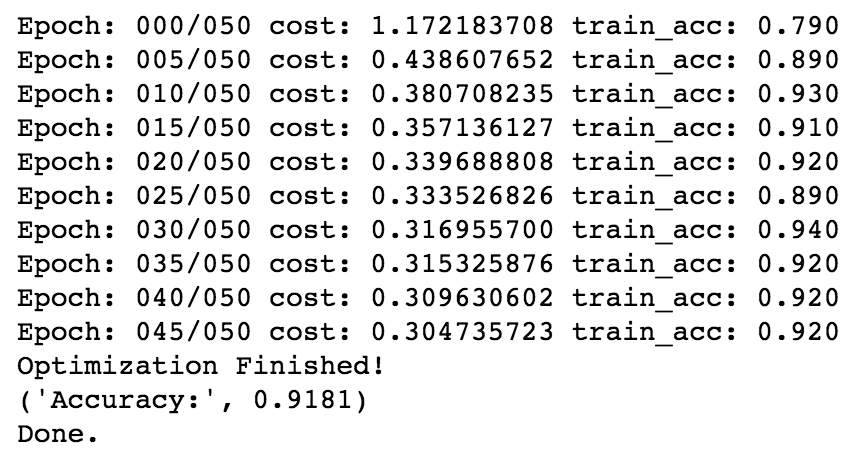 Epoch: 000/050 cost: 1.172183708 train_acc: 0.790
Epoch: 005/050 cost: 0.438607652 train_acc: 0.890
Epoch: 010/050 cost: 0.380708235 train_acc: 0.930
Epoch: 015/050 cost: 0.357136127 train_acc: 0.910
Epoch: 020/050 cost: 0.339688808 train_acc: 0.920
Epoch: 025/050 cost: 0.333526826 train_acc: 0.890
Epoch: 030/050 cost: 0.316955700 train_acc: 0.940
Epoch: 035/050 cost: 0.315325876 train_acc: 0.920
Epoch: 040/050 cost: 0.309630602 train_acc: 0.920
Epoch: 045/050 cost: 0.304735723 train_acc: 0.920
Optimization Finished!
('Accuracy:', 0.9181)
Done.